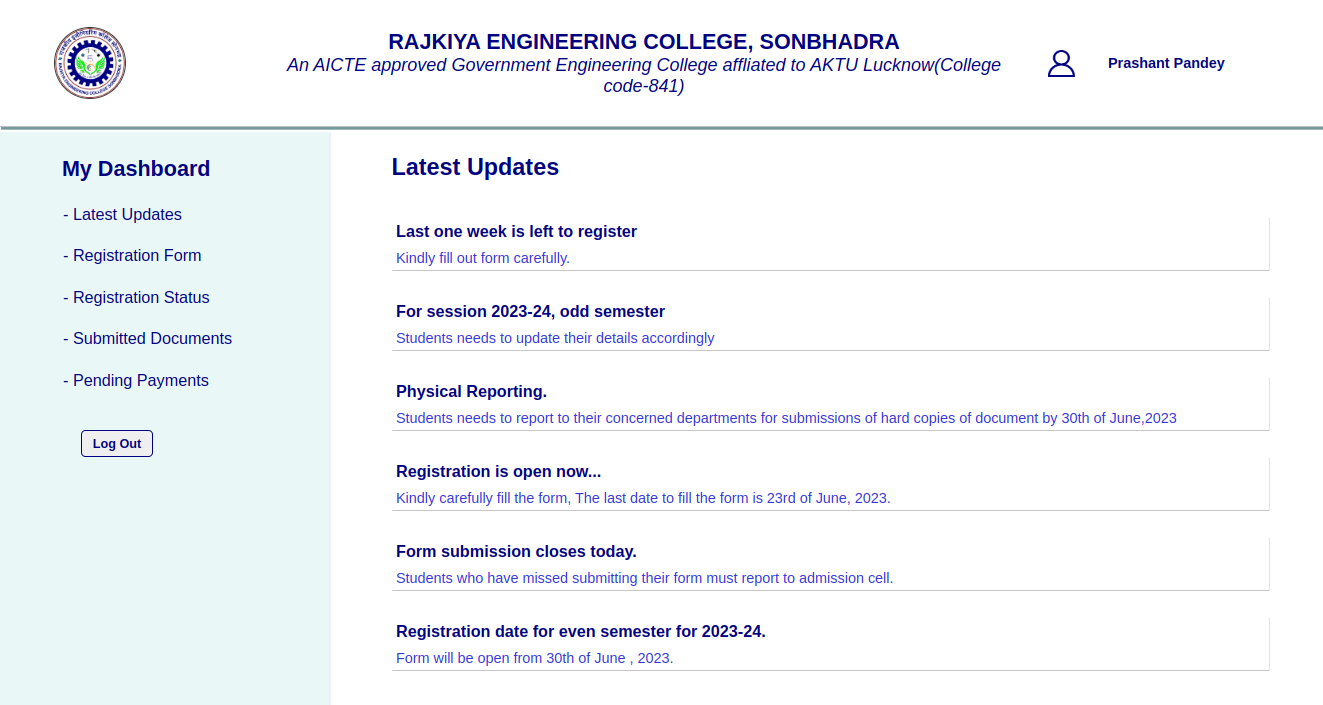 RAJKIYA ENGINEERING COLLEGE, SONBHADRA
An AICTE approved Government Engineering College affliated to AKTU Lucknow(College
code-841)
Prashant Pandey
My Dashboard
- Latest Updates
- Registration Form
- Registration Status
- Submitted Documents
- Pending Payments
Log Out
Latest Updates
Last one week is left to register
Kindly fill out form carefully.
For session 2023-24, odd semester
Students needs to update their details accordingly
Physical Reporting.
Students needs to report to their concerned departments for submissions of hard copies of document by 30th of June,2023
Registration is open now...
Kindly carefully fill the form, The last date to fill the form is 23rd of June, 2023.
Form submission closes today.
Students who have missed submitting their form must report to admission cell.
Registration date for even semester for 2023-24.
Form will be open from 30th of June , 2023.